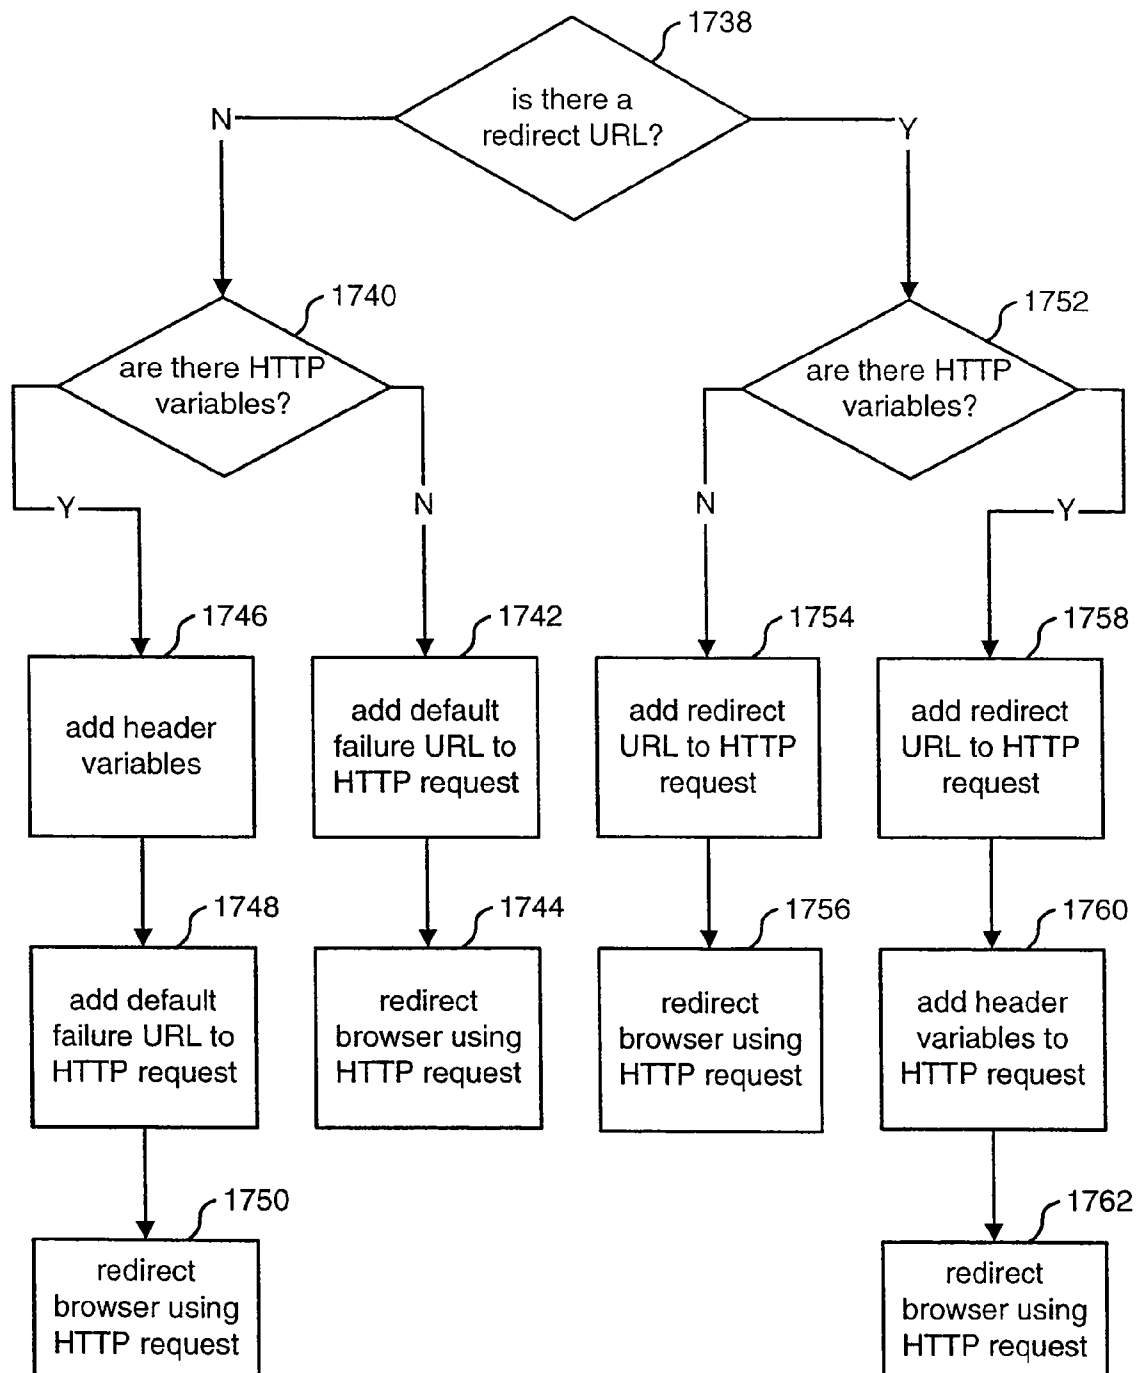 1738
is there a
redirect URL?
N
Y
1740
are there HTTP
variables?
1752
are there HTTP
variables?
Y
N
N
Y
1746
add header
variables
1742
add default
failure URL to
HTTP request
1754
add redirect
URL to HTTP
request
1758
add redirect
URL to HTTP
request
1748
add default
failure URL to
HTTP request
1744
redirect
browser using
HTTP request
1756
redirect
browser using
HTTP request
1760
add header
variables to
HTTP request
1750
redirect
browser using
HTTP request
1762
redirect
browser using
HTTP request